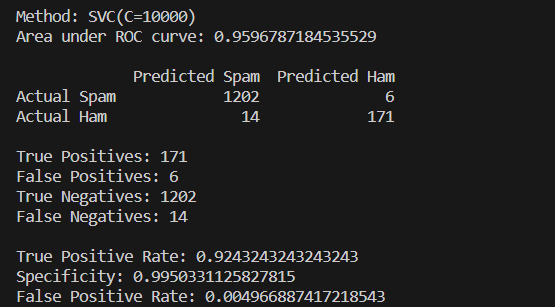 Method: SVC(C=10000)
Area under ROC curve: 0.9596787184535529
Predicted Spam Predicted Ham
Actual Spam 1202 6
Actual Ham 14 171
True Positives: 171
False Positives: 6
True Negatives: 1202
False Negatives: 14
True Positive Rate: 0.9243243243243243
Specificity: 0.9950331125827815
False Positive Rate: 0.004966887417218543